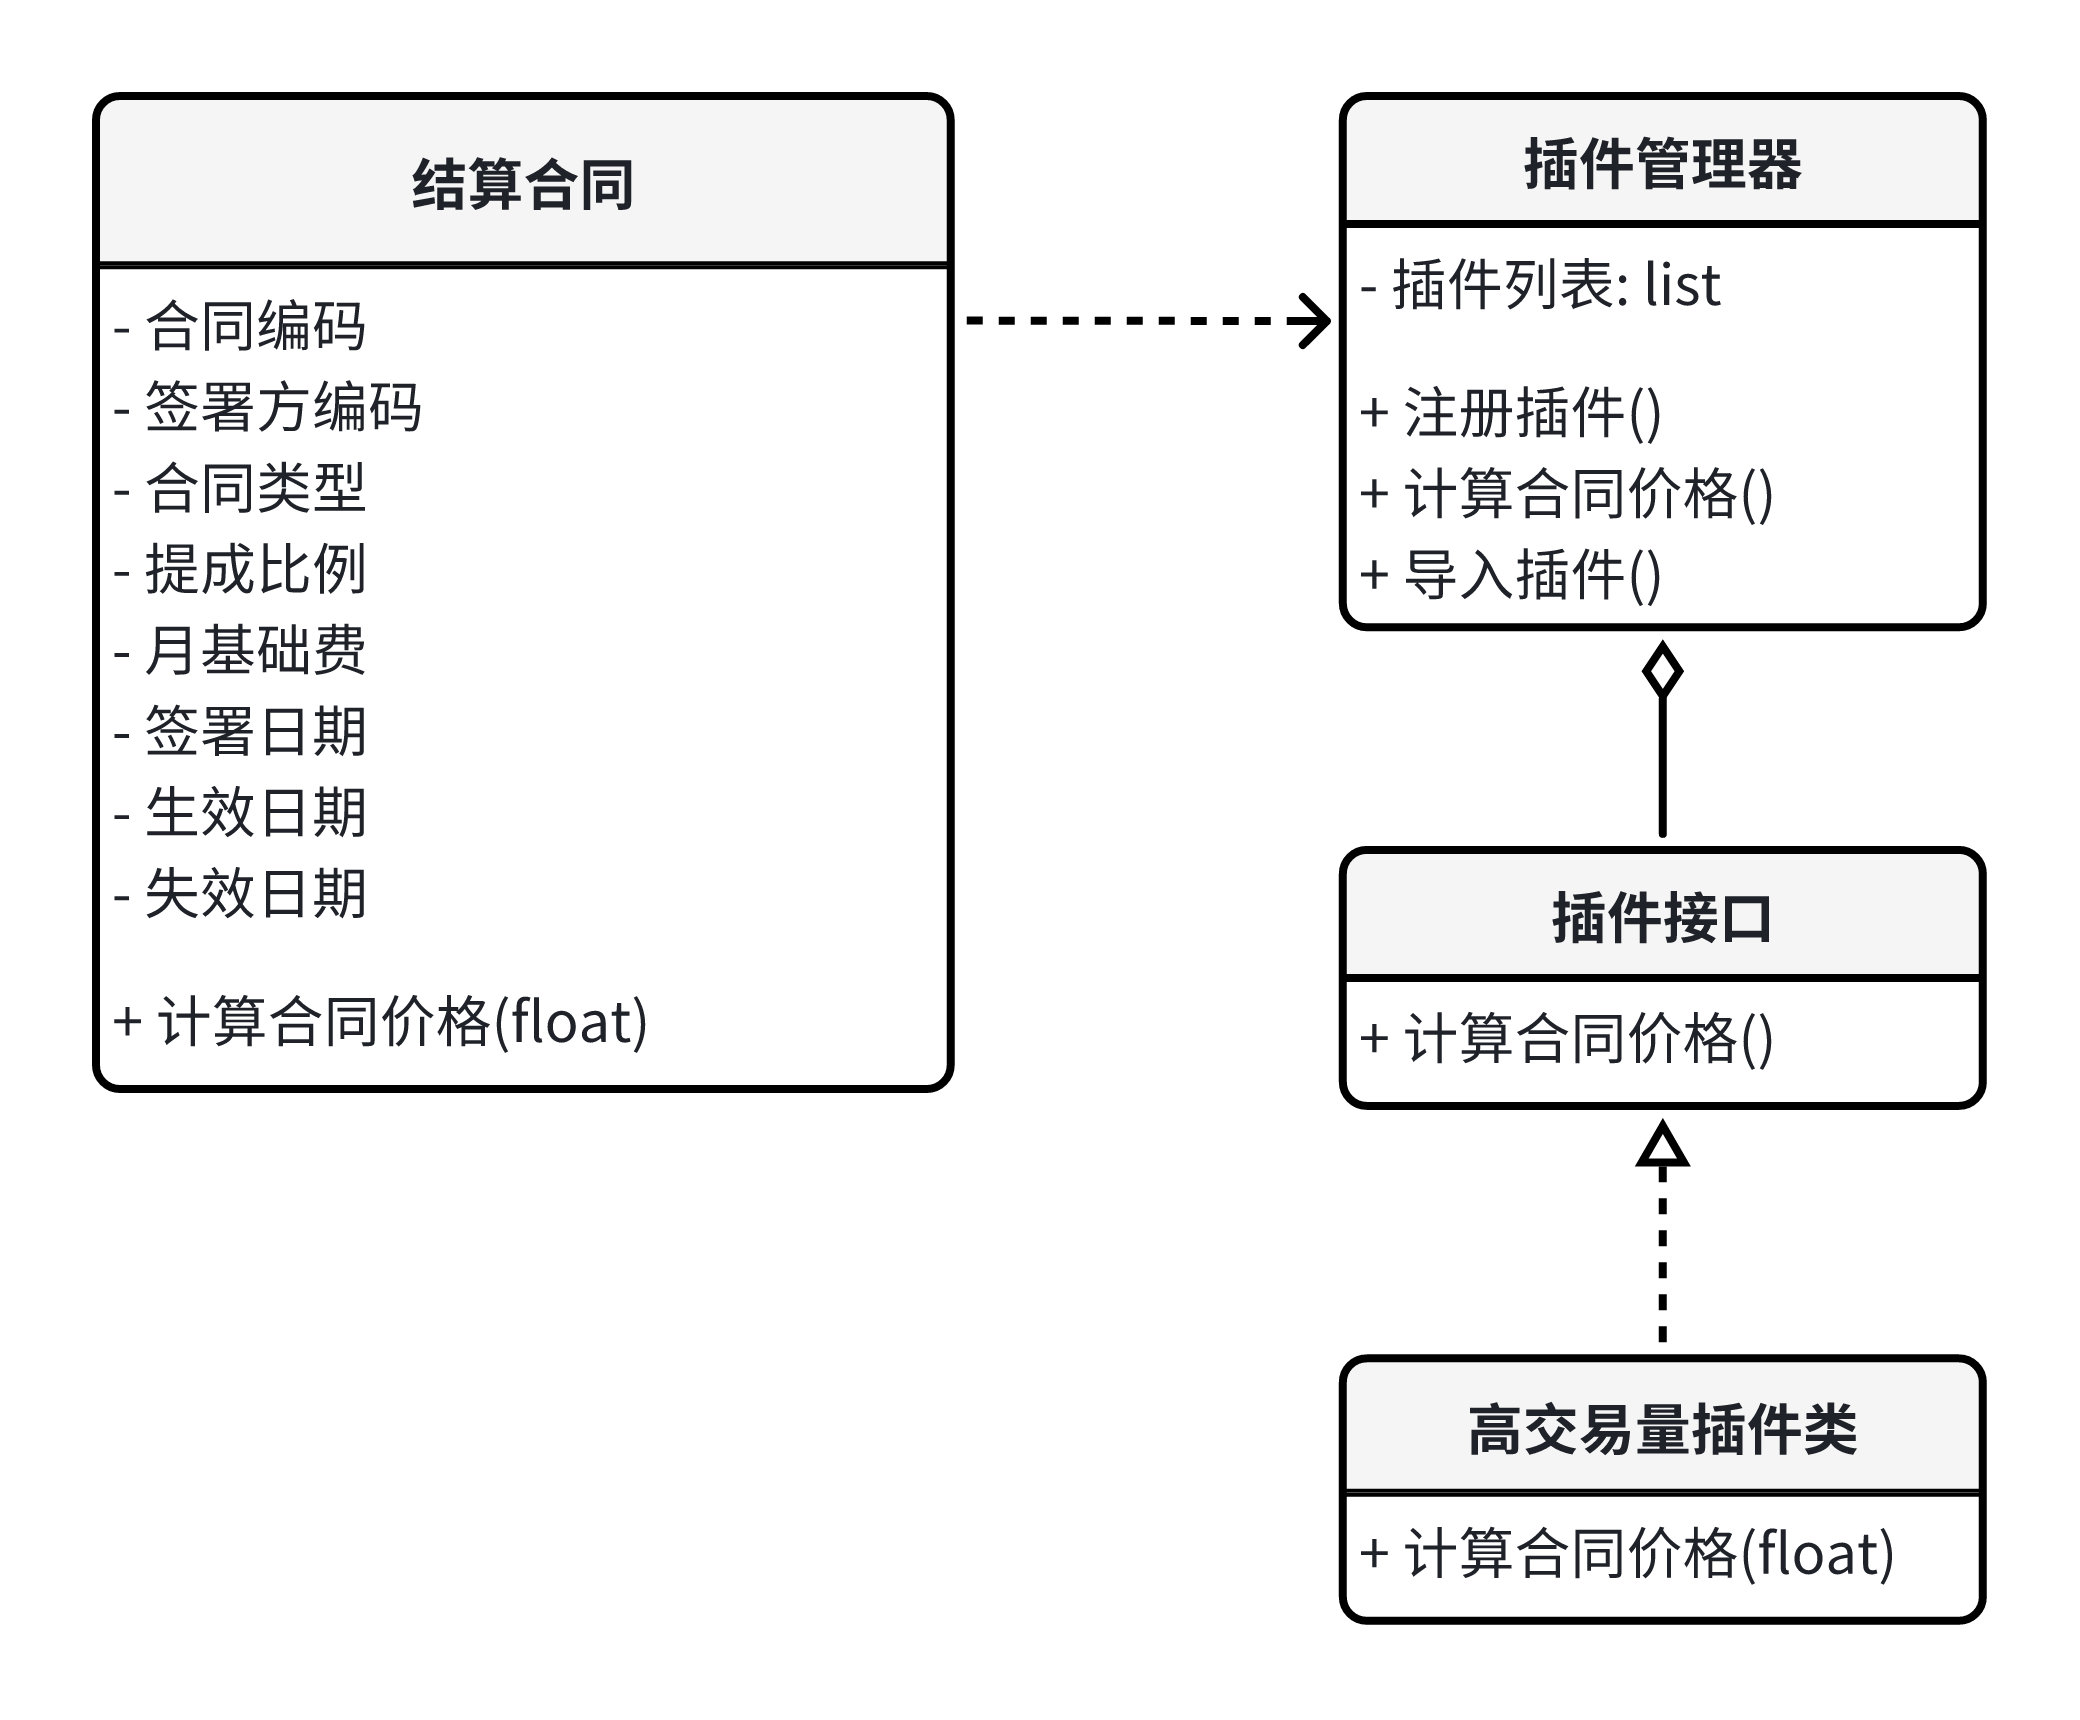 结算合同
- 合同编码
- 签署方编码
- 合同类型
- 提成比例
- 月基础费
- 签署日期
- 生效日期
- 失效日期
+ 计算合同价格(float)
插件管理器
- 插件列表: list
+ 注册插件()
+ 计算合同价格()
+ 导入插件()
插件接口
+ 计算合同价格()
高交易量插件类
+ 计算合同价格(float)